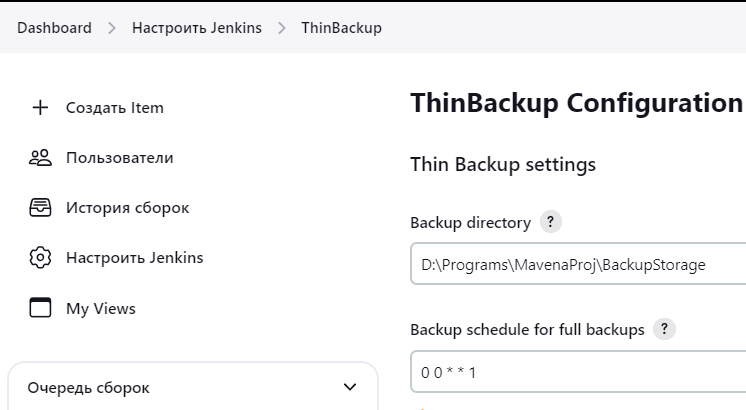 Dashboard > Настроить Jenkins > ThinBackup
Создать Item
Пользователи
История сборок
Настроить Jenkins
My Views
Очередь сборок
ThinBackup Configuration
Thin Backup settings
Backup directory ?
D:\Programs\MavenaProj\BackupStorage
Backup schedule for full backups ?
0 0 * * 1